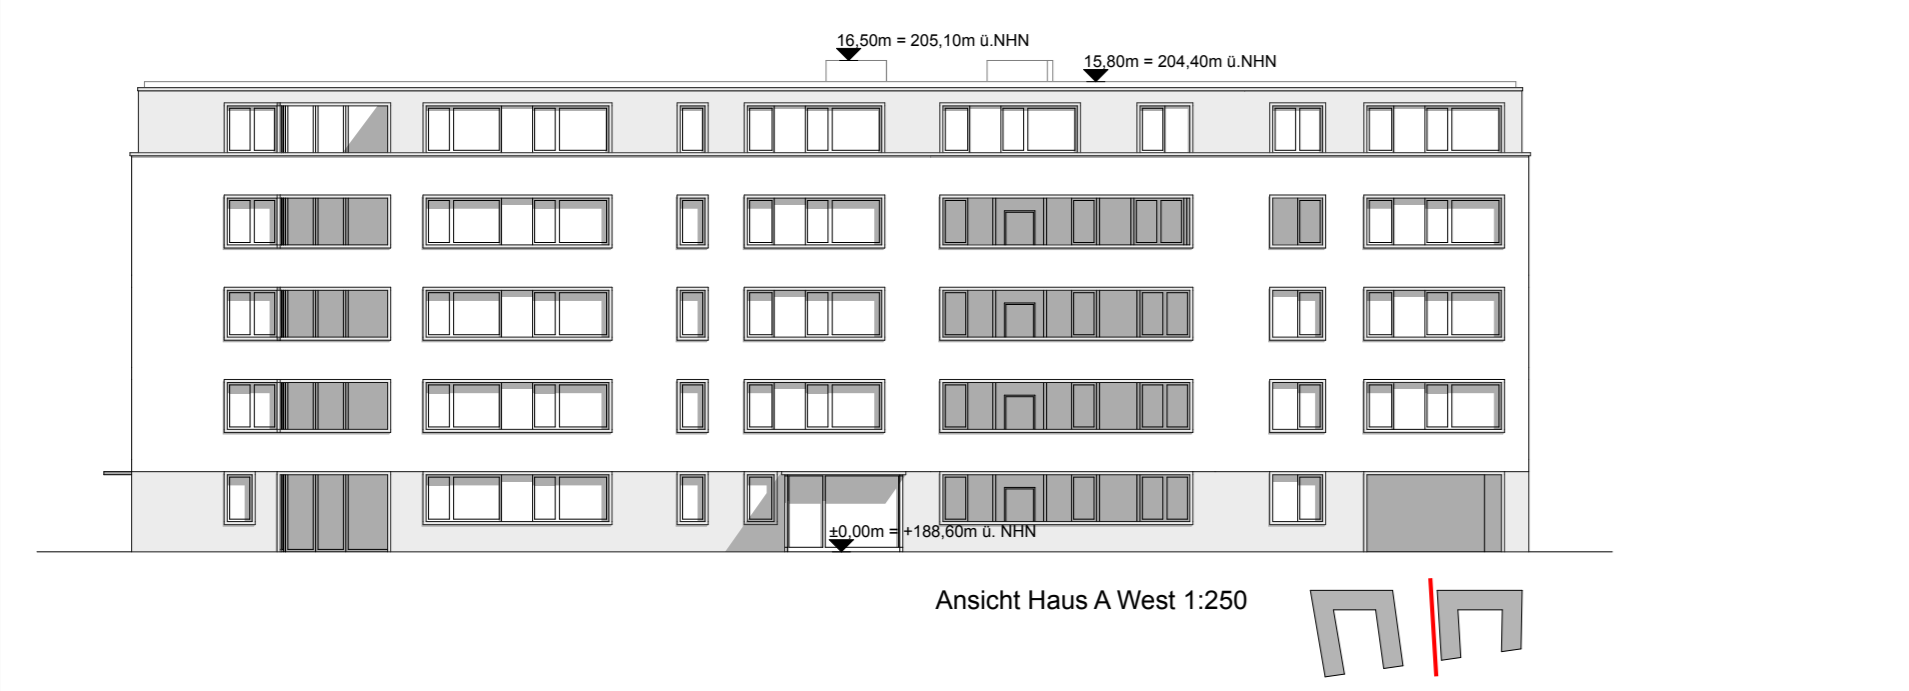 16,50m = 205,10m ü.NHN
15,80m = 204,40m ü.NHN
±0,00m = +188,60m ü. NHN
Ansicht Haus A West 1:250